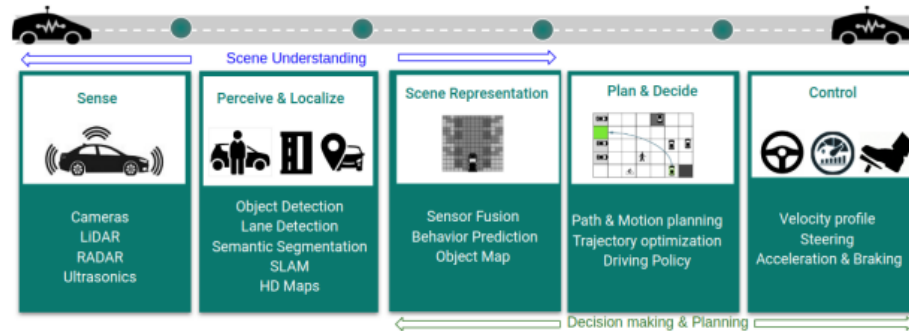 Scene Understanding
Sense
Cameras
LiDAR
RADAR
Ultrasonics
Perceive & Localize
Object Detection
Lane Detection
Semantic Segmentation
SLAM
HD Maps
Scene Representation
Sensor Fusion
Behavior Prediction
Object Map
Plan & Decide
Path & Motion planning
Trajectory optimization
Driving Policy
Control
Velocity profile
Steering
Acceleration & Braking
Decision making & Planning